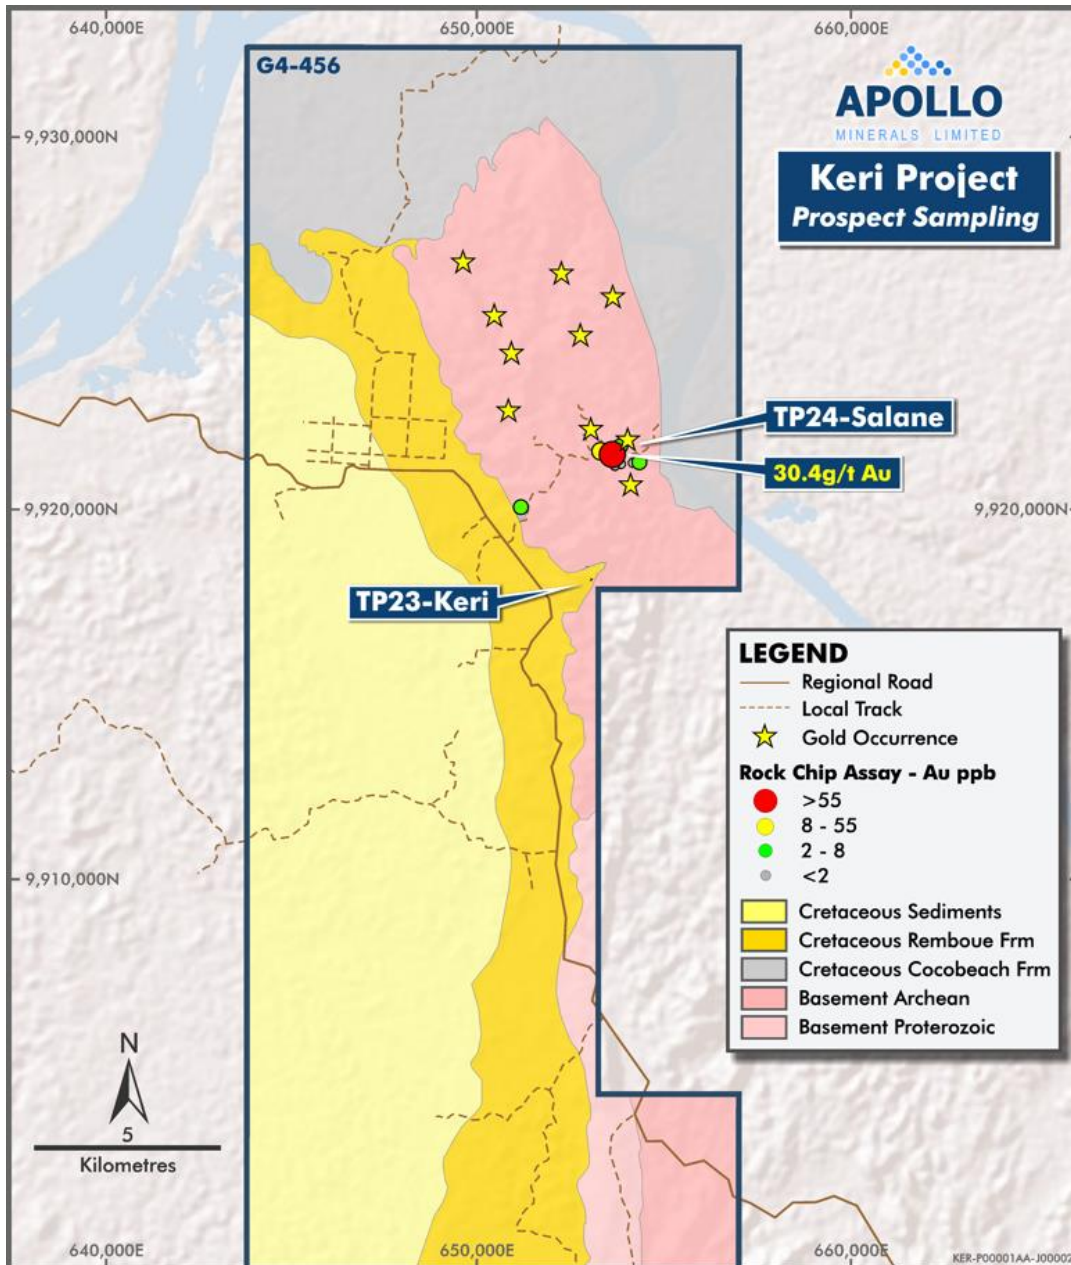 640,000E
650,000E
660,000E
G4-456
APOLLO
MINERALS LIMITED
9,930,000N
Keri Project
Prospect Sampling
TP24-Salane
30.4g/t Au
9,920,000N
9,920,000N
TP23-Keri
LEGEND
Regional Road
Local Track
Gold Occurrence
Rock Chip Assay - Au ppb
>55
8 - 55
2 - 8
<2
9,910,000N
Cretaceous Sediments
Cretaceous Remboue Frm
Cretaceous Cocobeach Frm
Basement Archean
Basement Proterozoic
N
5
Kilometres
640,000E
650,000E
660,000E
KER-P00001AA-J00002